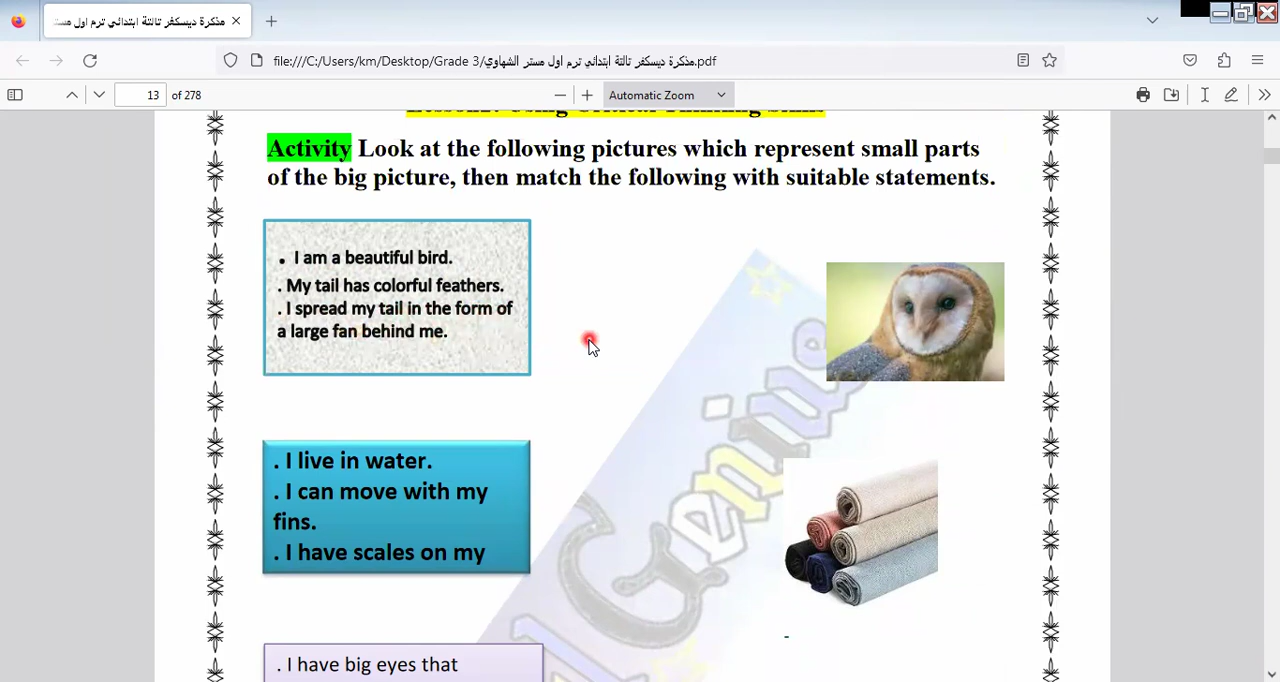 مذكرة ديسكفر تالتة ابتدائي ترم اول مستر
file:///C:/Users/km/Desktop/Grade 3/مذكرة ديسكفر تالتة ابتدائي ترم اول مستر الشهاوي.pdf
13 of 278
Automatic Zoom
Activity Look at the following pictures which represent small parts
of the big picture, then match the following with suitable statements.
. I am a beautiful bird.
. My tail has colorful feathers.
. I spread my tail in the form of
a large fan behind me.
. I live in water.
. I can move with my
fins.
. I have scales on my
. I have big eyes that
Genius